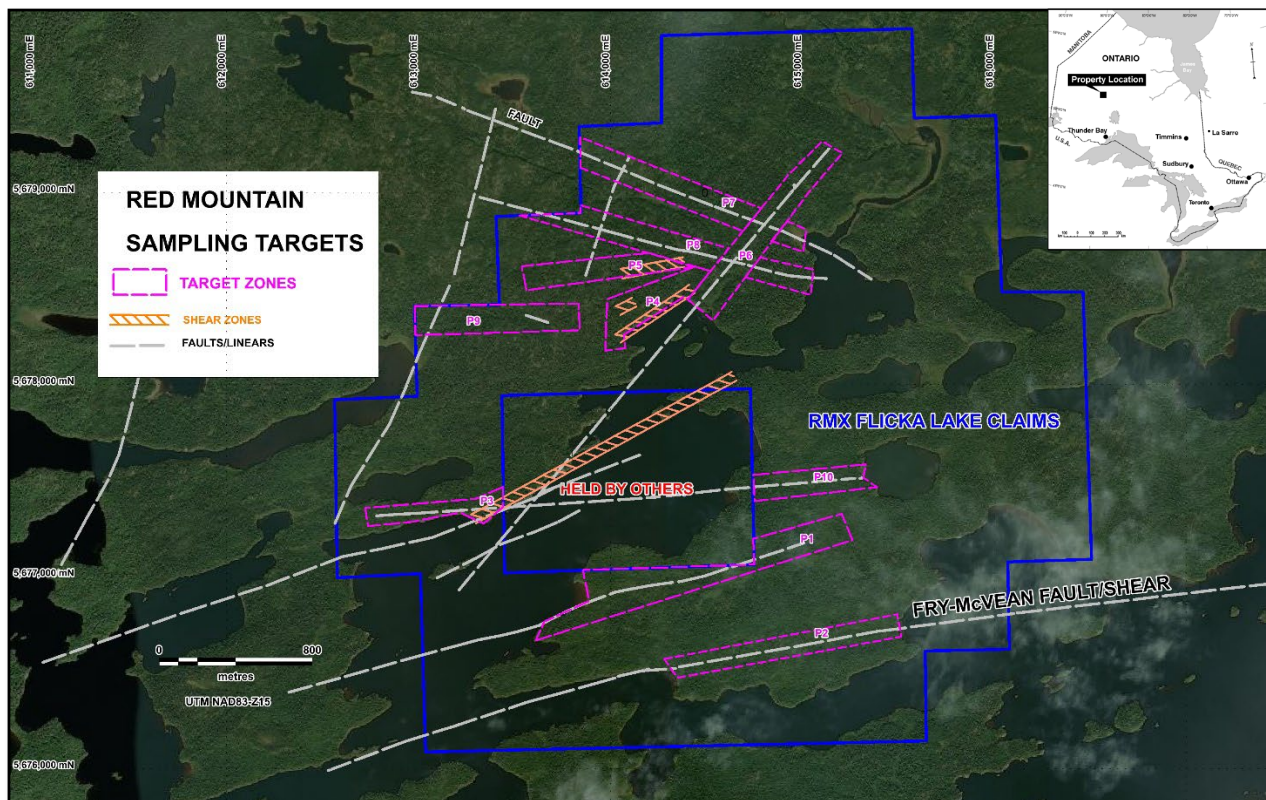 611,000 mE
612,000 mE
613,000 mE
614,000 mE
615,000 mE
616,000 mE
5,679,000 mN
5,678,000 mN
5,677,000 mN
5,676,000 mN
RED MOUNTAIN
SAMPLING TARGETS
TARGET ZONES
SHEAR ZONES
FAULTS/LINEARS
FAULT
P7
P8
P6
P5
P4
P9
RMX FLICKA LAKE CLAIMS
P3
HELD BY OTHERS
P10
P1
P2
FRY-McVEAN FAULT/SHEAR
0 800
metres
UTM NAD83-Z15
MANITOBA
ONTARIO
James
Bay
Property Location
Thunder Bay
Timmins
La Sarre
U.S.A.
QUEBEC
Sudbury
Ottawa
Toronto